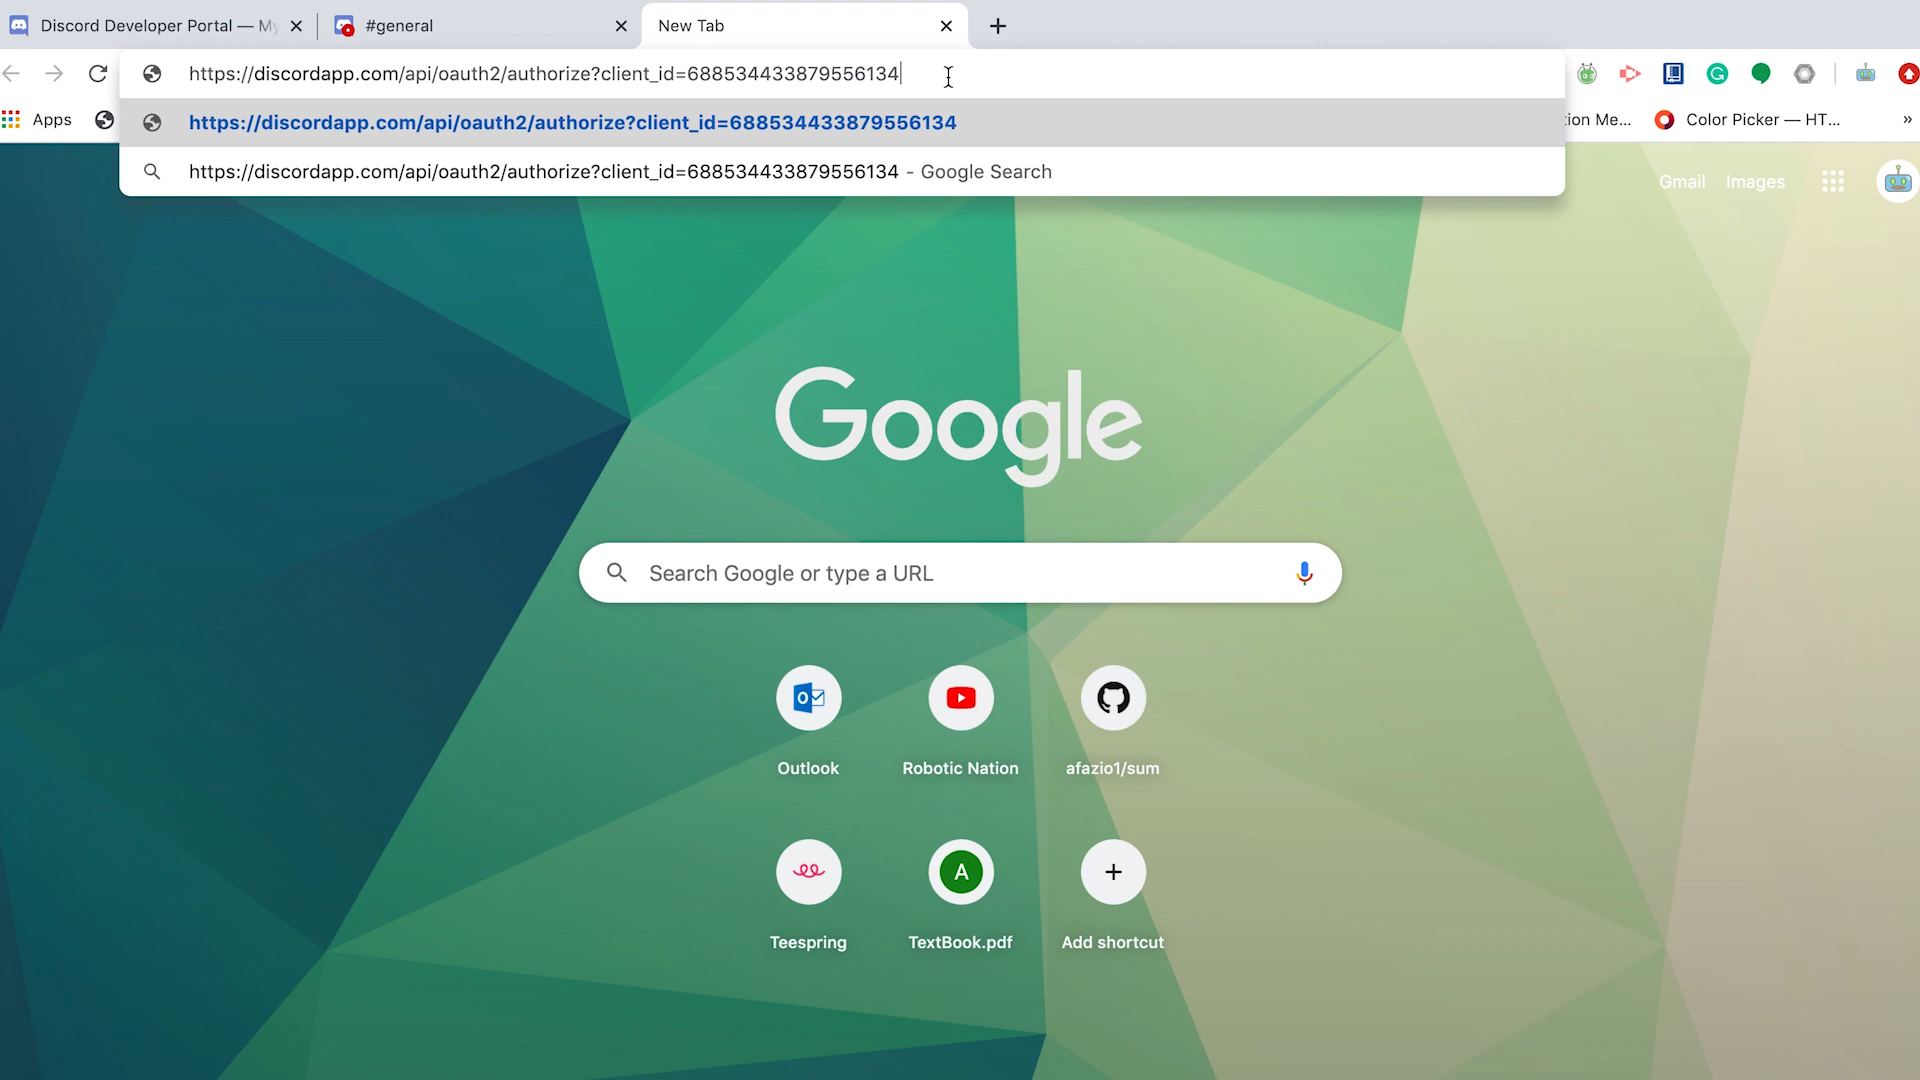 Discord Developer Portal — My
#general
New Tab
https://discordapp.com/api/oauth2/authorize?client_id=688534433879556134
Apps
https://discordapp.com/api/oauth2/authorize?client_id=688534433879556134
ion Me...
Color Picker — HT...
»
https://discordapp.com/api/oauth2/authorize?client_id=688534433879556134 - Google Search
Gmail
Images
Google
Search Google or type a URL
Outlook
Robotic Nation
afazio1/sum
A
Teespring
TextBook.pdf
Add shortcut